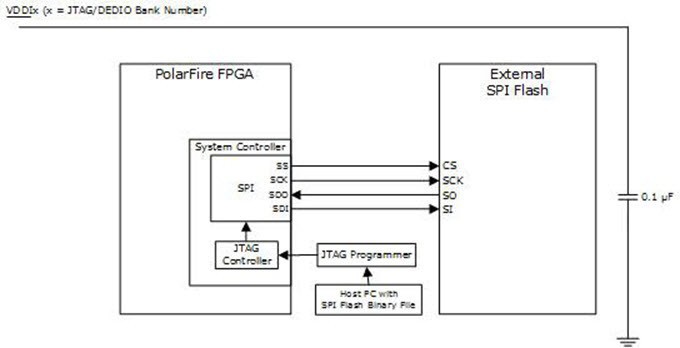 VDDIx (x = JTAG/DEDIO Bank Number)
PolarFire FPGA
External
SPI Flash
System Controller
SPI
SS
SCK
SDO
SDI
CS
SCK
SO
SI
0.1 µF
JTAG
Controller
JTAG Programmer
Host PC with
SPI Flash Binary File